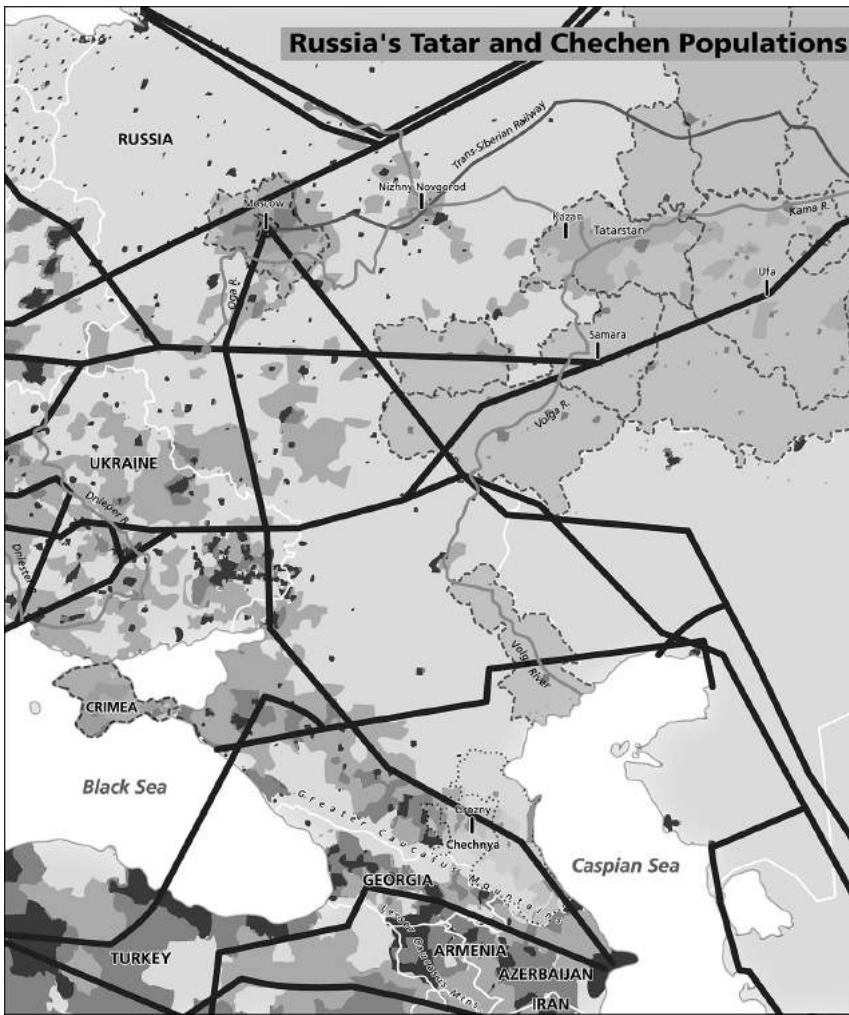 Russia's Tatar and Chechen Populations
RUSSIA
Trans-Siberian Railway
Nizhny Novgorod
Moscow
Kazan
Kama R.
Tatarstan
Ufa
Oga R.
Samara
Volga R.
UKRAINE
Dnieper R.
Dniester R.
Volga River
CRIMEA
Black Sea
Greater Caucasus Mountains
Grozny
Chechnya
Caspian Sea
GEORGIA
Lesser Caucasus Mtns.
ARMENIA
TURKEY
AZERBAIJAN
IRAN